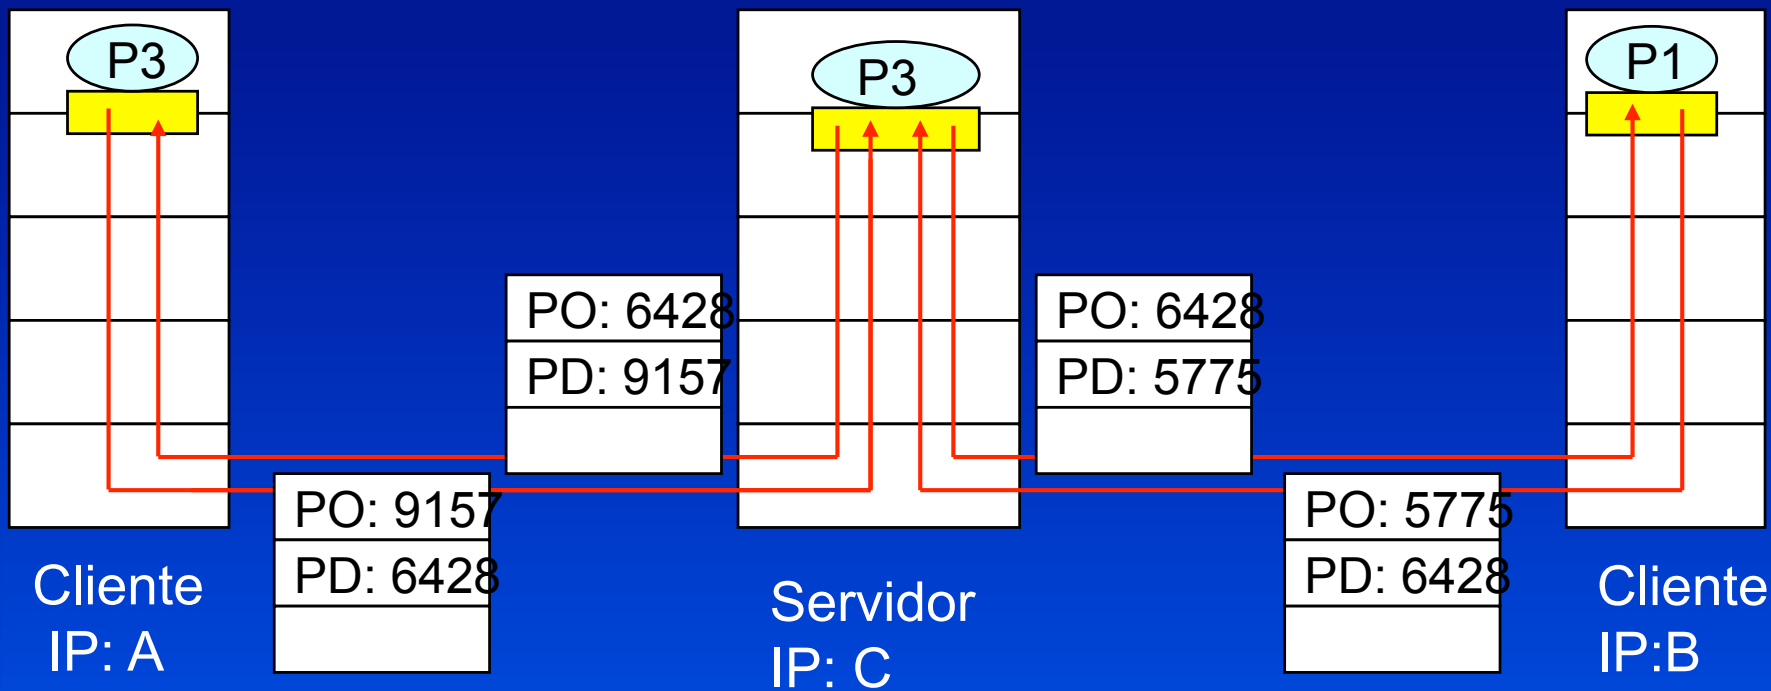 P3
P3
P1
PO: 6428
PD: 9157
PO: 6428
PD: 5775
PO: 9157
PD: 6428
PO: 5775
PD: 6428
Cliente
IP: A
Servidor
IP: C
Cliente
IP:B